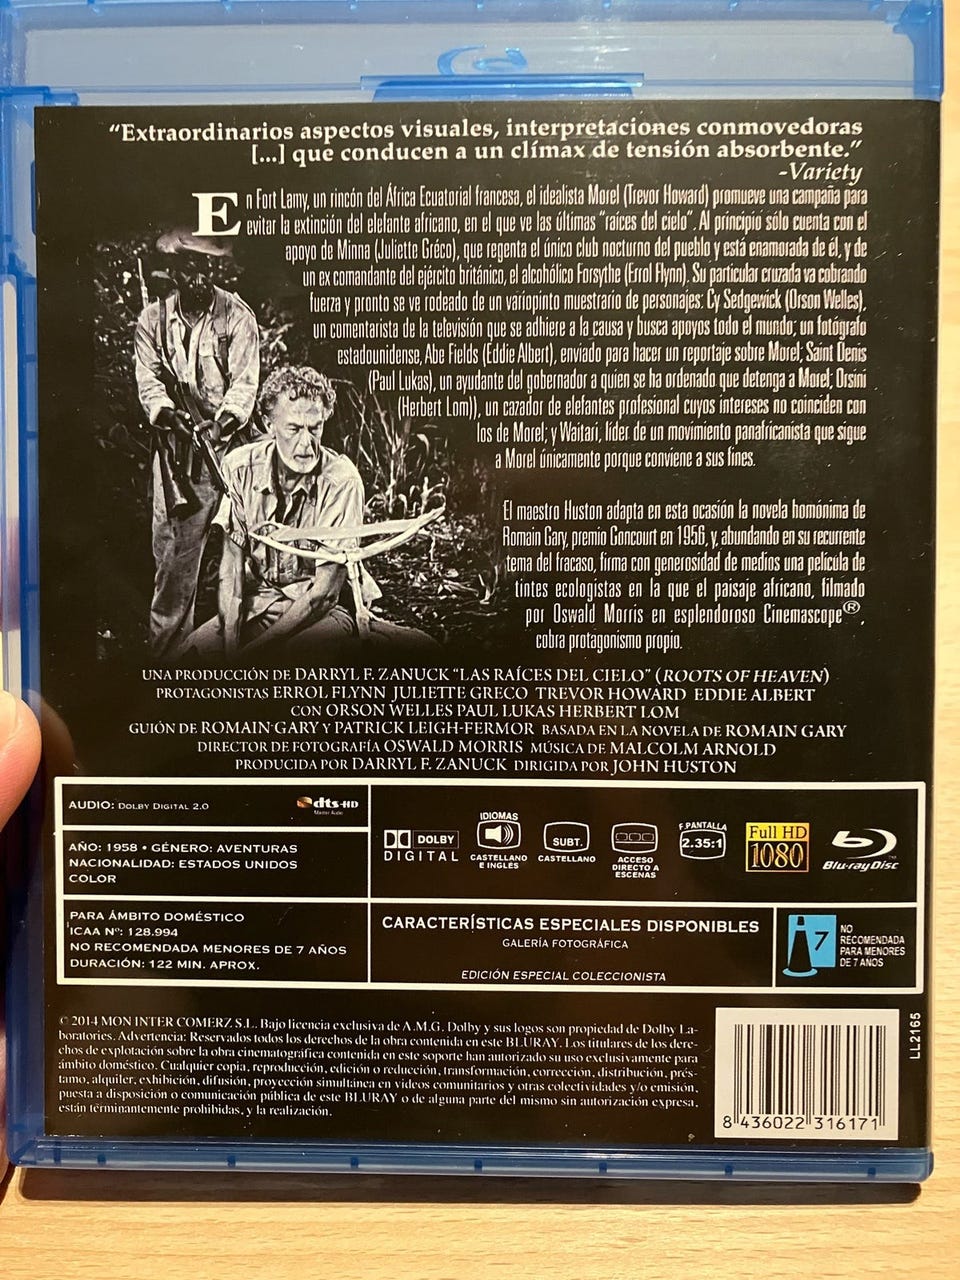 “Extraordinarios aspectos visuales, interpretaciones conmovedoras
[...] que conducen a un clímax de tensión absorbente.”
-Variety
En Fort Lamy, un rincón del África Ecuatorial francesa, el idealista Morel (Trevor Howard) promueve una campaña para
evitar la extinción del elefante africano, en el que ve las últimas “raíces del cielo”. Al principio sólo cuenta con el
apoyo de Minna (Juliette Gréco), que regenta el único club nocturno del pueblo y está enamorada de él, y de
un ex comandante del ejército británico, el alcohólico Forsythe (Errol Flynn). Su particular cruzada va cobrando
fuerza y pronto se ve rodeado de un variopinto muestrario de personajes: Cy Sedgewick (Orson Welles),
un comentarista de la televisión que se adhiere a la causa y busca apoyos todo el mundo; un fotógrafo
estadounidense, Abe Fields (Eddie Albert), enviado para hacer un reportaje sobre Morel; Saint Denis
(Paul Lukas), un ayudante del gobernador a quien se ha ordenado que detenga a Morel; Orsini
(Herbert Lom)), un cazador de elefantes profesional cuyos intereses no coinciden con
los de Morel; y Waitari, líder de un movimiento panafricanista que sigue
a Morel únicamente porque conviene a sus fines.
El maestro Huston adapta en esta ocasión la novela homónima de
Romain Gary, premio Goncourt en 1956, y, abundando en su recurrente
tema del fracaso, firma con generosidad de medios una película de
tintes ecologistas en la que el paisaje africano, filmado
por Oswald Morris en esplendoroso Cinemascope®,
cobra protagonismo propio.
UNA PRODUCCIÓN DE DARRYL F. ZANUCK “LAS RAÍCES DEL CIELO” (ROOTS OF HEAVEN)
PROTAGONISTAS ERROL FLYNN JULIETTE GRECO TREVOR HOWARD EDDIE ALBERT
CON ORSON WELLES PAUL LUKAS HERBERT LOM
GUIÓN DE ROMAIN GARY Y PATRICK LEIGH-FERMOR BASADA EN LA NOVELA DE ROMAIN GARY
DIRECTOR DE FOTOGRAFÍA OSWALD MORRIS MÚSICA DE MALCOLM ARNOLD
PRODUCIDA POR DARRYL F. ZANUCK DIRIGIDA POR JOHN HUSTON
AUDIO: DOLBY DIGITAL 2.0
dts-HD
Master Audio
AÑO: 1958 • GÉNERO: AVENTURAS
NACIONALIDAD: ESTADOS UNIDOS
COLOR
PARA ÁMBITO DOMÉSTICO
ICAA Nº: 128.994
NO RECOMENDADA MENORES DE 7 AÑOS
DURACIÓN: 122 MIN. APROX.
DOLBY
DIGITAL
IDIOMAS
CASTELLANO
E INGLÉS
SUBT.
CASTELLANO
ACCESO
DIRECTO A
ESCENAS
F.PANTALLA
2.35:1
Full HD
1080
Blu-ray Disc
CARACTERÍSTICAS ESPECIALES DISPONIBLES
GALERÍA FOTOGRÁFICA
EDICIÓN ESPECIAL COLECCIONISTA
7
NO
RECOMENDADA
PARA MENORES
DE 7 AÑOS
© 2014 MON INTER COMERZ S.L. Bajo licencia exclusiva de A.M.G. Dolby y sus logos son propiedad de Dolby La-
boratories. Advertencia: Reservados todos los derechos de la obra contenida en este BLURAY. Los titulares de los dere-
chos de explotación sobre la obra cinematográfica contenida en este soporte han autorizado su uso exclusivamente para
ámbito doméstico. Cualquier copia, reproducción, edición o reducción, transformación, corrección, distribución, prés-
tamo, alquiler, exhibición, difusión, proyección simultánea en vídeos comunitarios y otras colectividades y/o emisión,
puesta a disposición o comunicación pública de este BLURAY o de alguna parte del mismo sin autorización expresa,
están términantemente prohibidas, y la realización.
LL2165
8 436022 316171